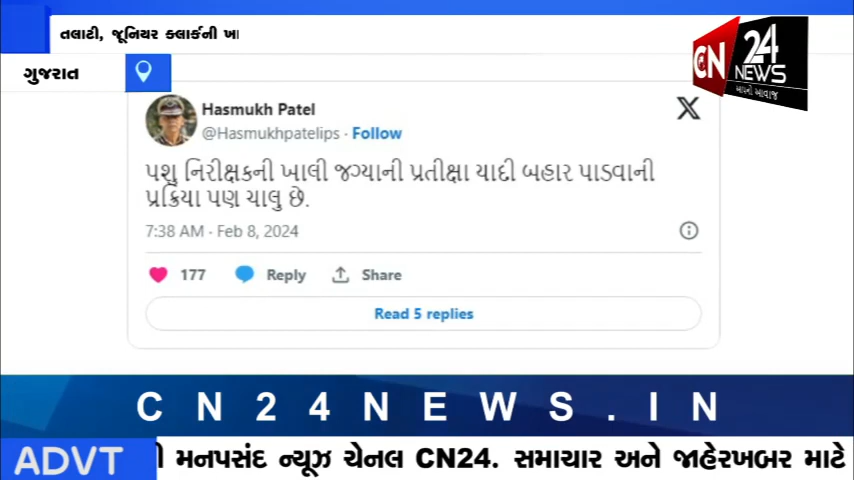 તલાટી, જૂનિયર ક્લાર્કની ખા
ગુજરાત
CN 24 NEWS
આપનો અવાજ
Hasmukh Patel
@Hasmukhpatelips · Follow
પશુ નિરીક્ષકની ખાલી જગ્યાની પ્રતીક્ષા યાદી બહાર પાડવાની
પ્રક્રિયા પણ ચાલુ છે.
7:38 AM · Feb 8, 2024
177 Reply Share
Read 5 replies
CN24NEWS.IN
ADVT ી મનપસંદ ન્યૂઝ ચેનલ CN24. સમાચાર અને જાહેરખબર માટે